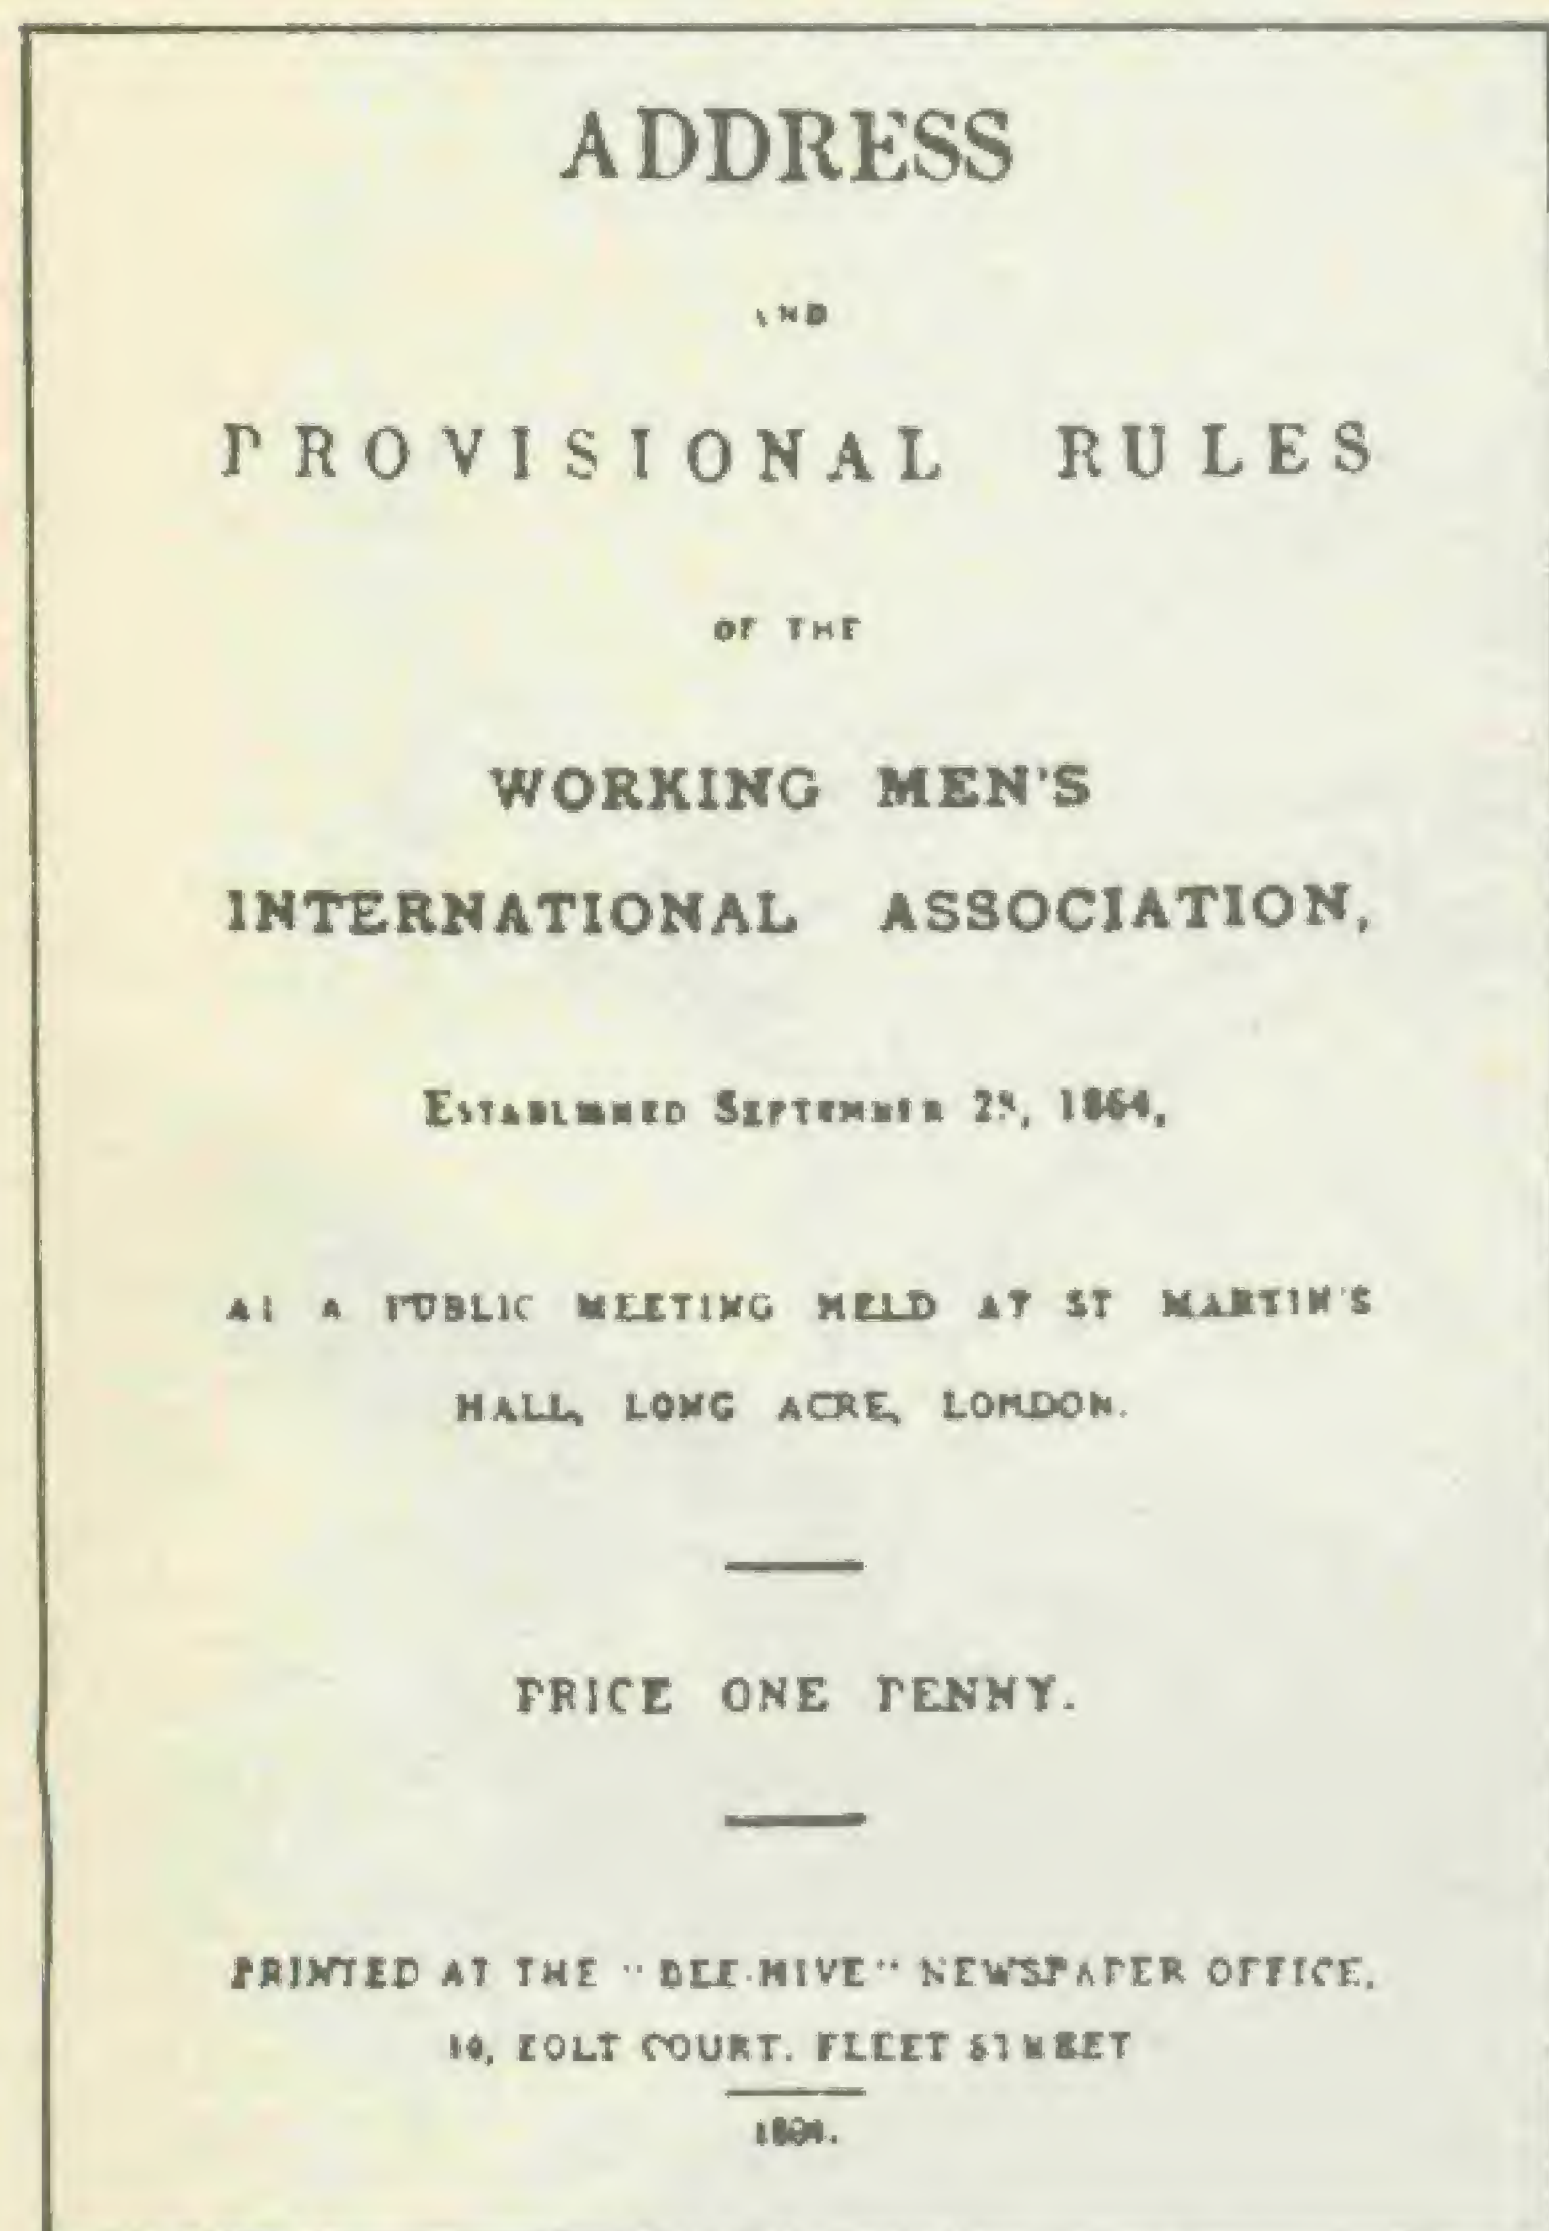 ADDRESS
AND
PROVISIONAL RULES
OF THE
WORKING MEN'S
INTERNATIONAL ASSOCIATION,
ESTABLISHED SEPTEMBER 28, 1864,
AT A PUBLIC MEETING HELD AT ST MARTIN'S
HALL, LONG ACRE, LONDON.
PRICE ONE PENNY.
PRINTED AT THE "BEE-HIVE" NEWSPAPER OFFICE,
10, BOLT COURT, FLEET STREET